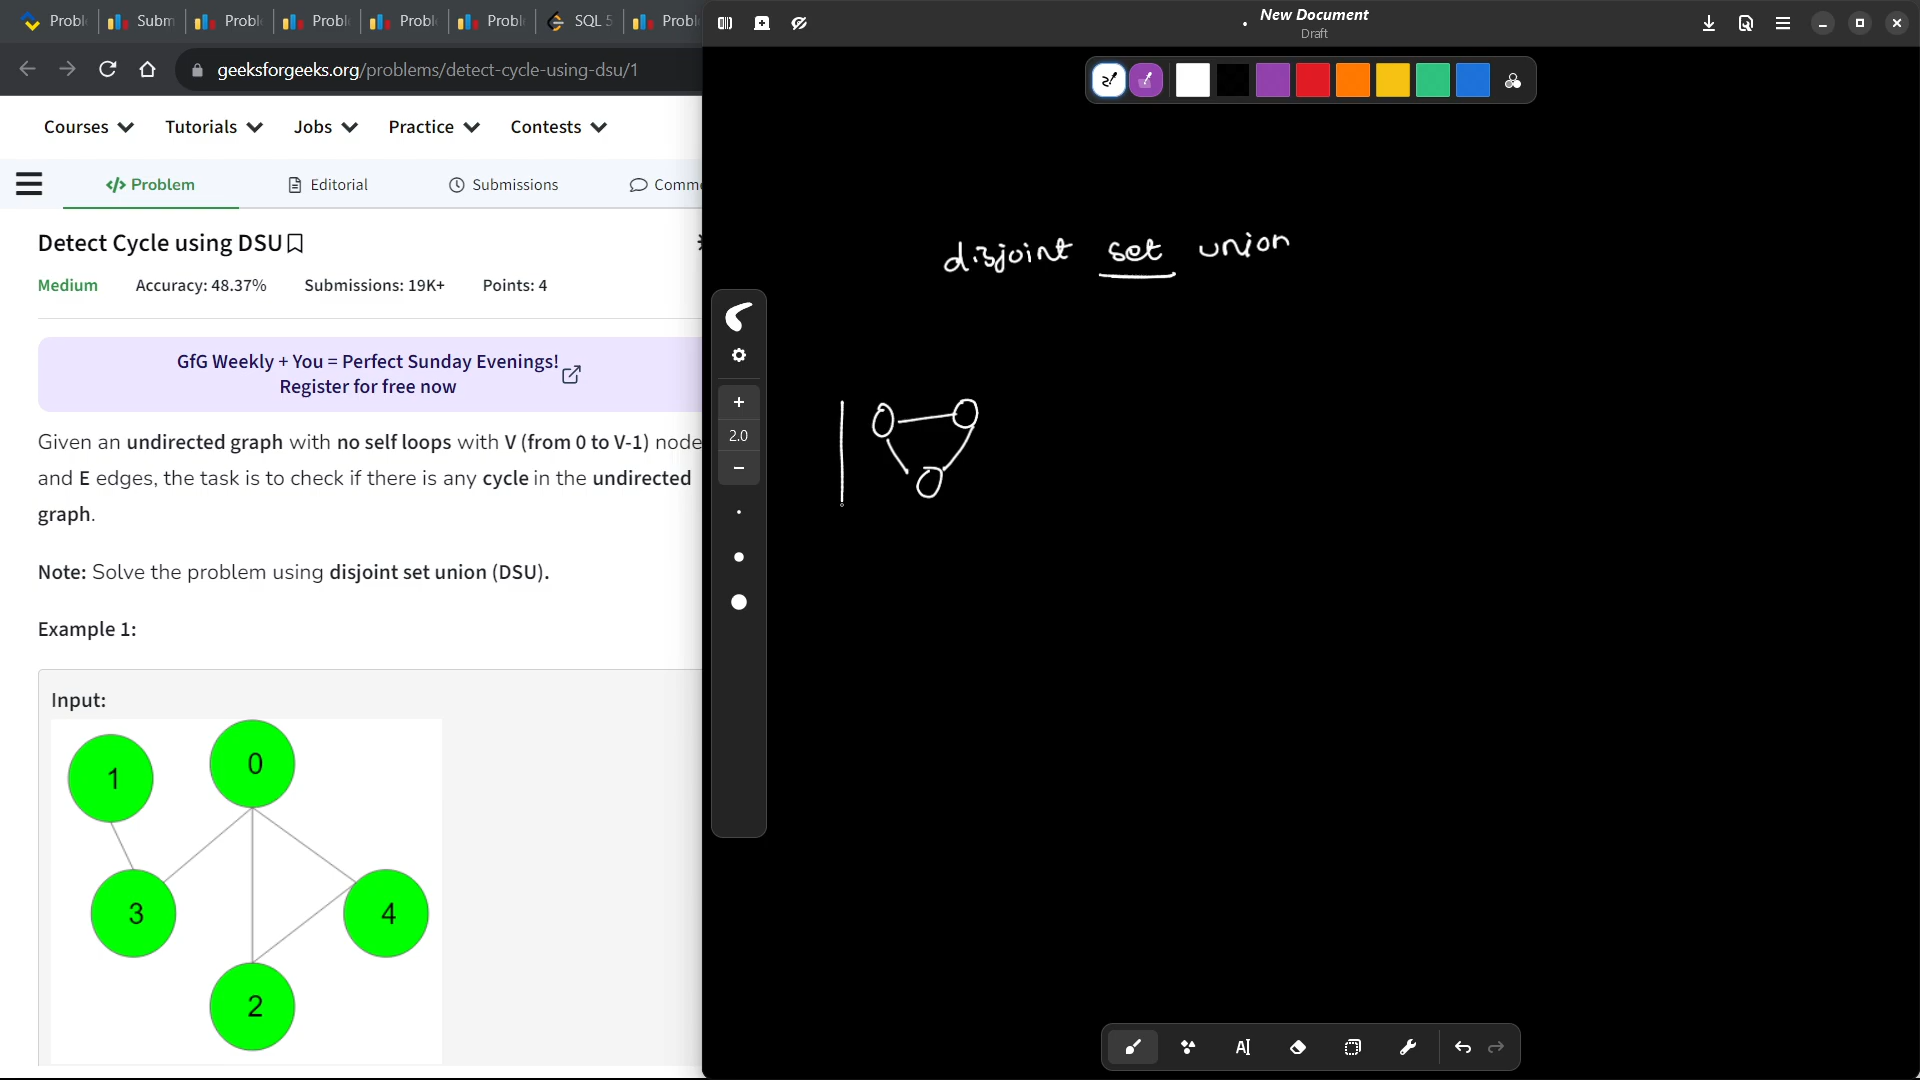 Probl
Subm
Probl
Probl
Probl
Probl
SQL 5
Probl
geeksforgeeks.org/problems/detect-cycle-using-dsu/1
New Document
Draft
Courses Tutorials Jobs Practice Contests
Problem Editorial Submissions Comme
Detect Cycle using DSU
Medium Accuracy: 48.37% Submissions: 19K+ Points: 4
GfG Weekly + You = Perfect Sunday Evenings!
Register for free now
Given an undirected graph with no self loops with V (from 0 to V-1) node
and E edges, the task is to check if there is any cycle in the undirected
graph.
Note: Solve the problem using disjoint set union (DSU).
Example 1:
Input:
1
0
3
4
2
disjoint set union
+
2.0
−
AI